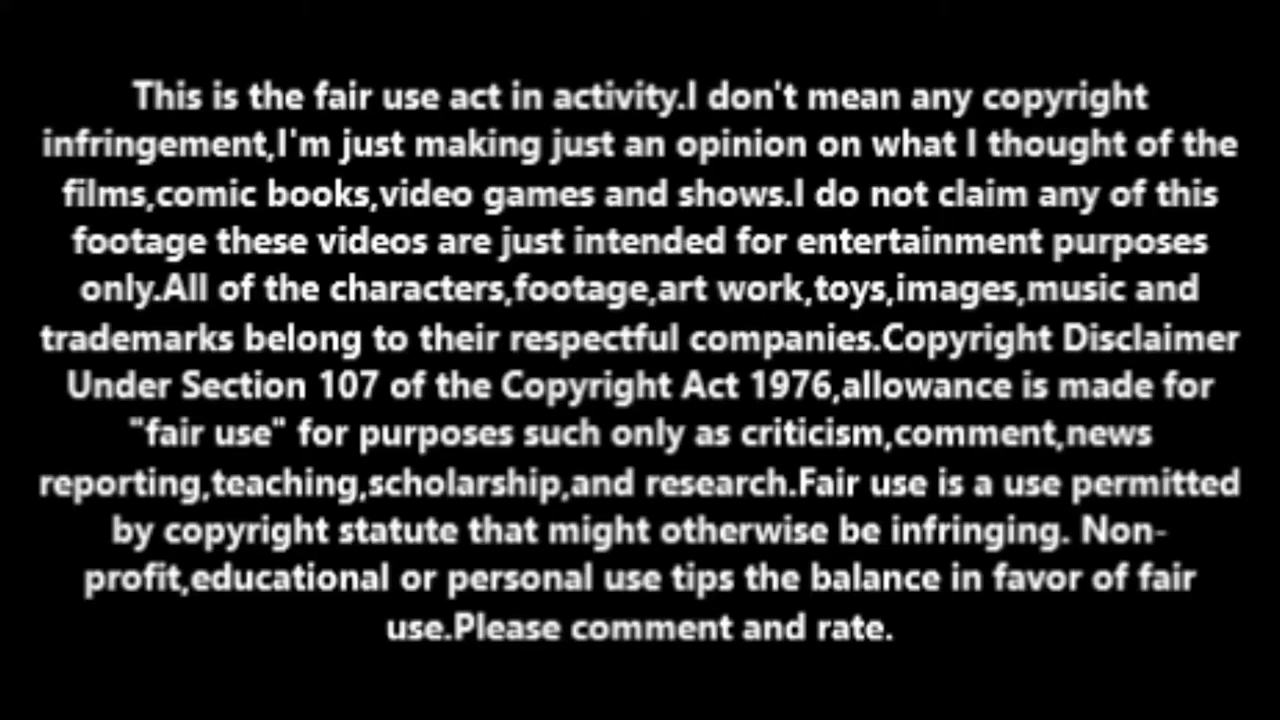 This is the fair use act in activity.I don't mean any copyright
infringement,I'm just making just an opinion on what I thought of the
films,comic books,video games and shows.I do not claim any of this
footage these videos are just intended for entertainment purposes
only.All of the characters,footage,art work,toys,images,music and
trademarks belong to their respectful companies.Copyright Disclaimer
Under Section 107 of the Copyright Act 1976,allowance is made for
"fair use" for purposes such only as criticism,comment,news
reporting,teaching,scholarship,and research.Fair use is a use permitted
by copyright statute that might otherwise be infringing. Non-
profit,educational or personal use tips the balance in favor of fair
use.Please comment and rate.